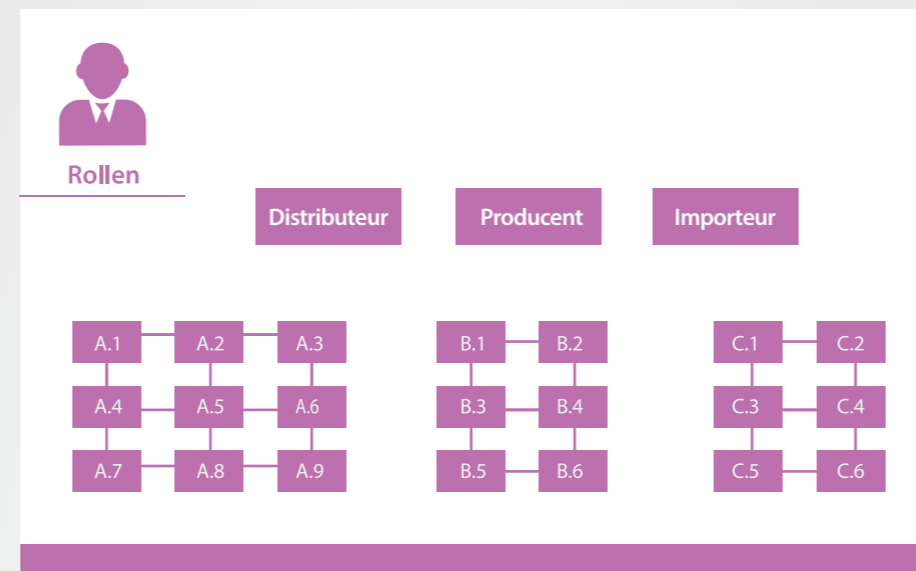 Rollen
Distributeur Producent Importeur
A.1 A.2 A.3 B.1 B.2 C.1 C.2
A.4 A.5 A.6 B.3 B.4 C.3 C.4
A.7 A.8 A.9 B.5 B.6 C.5 C.6